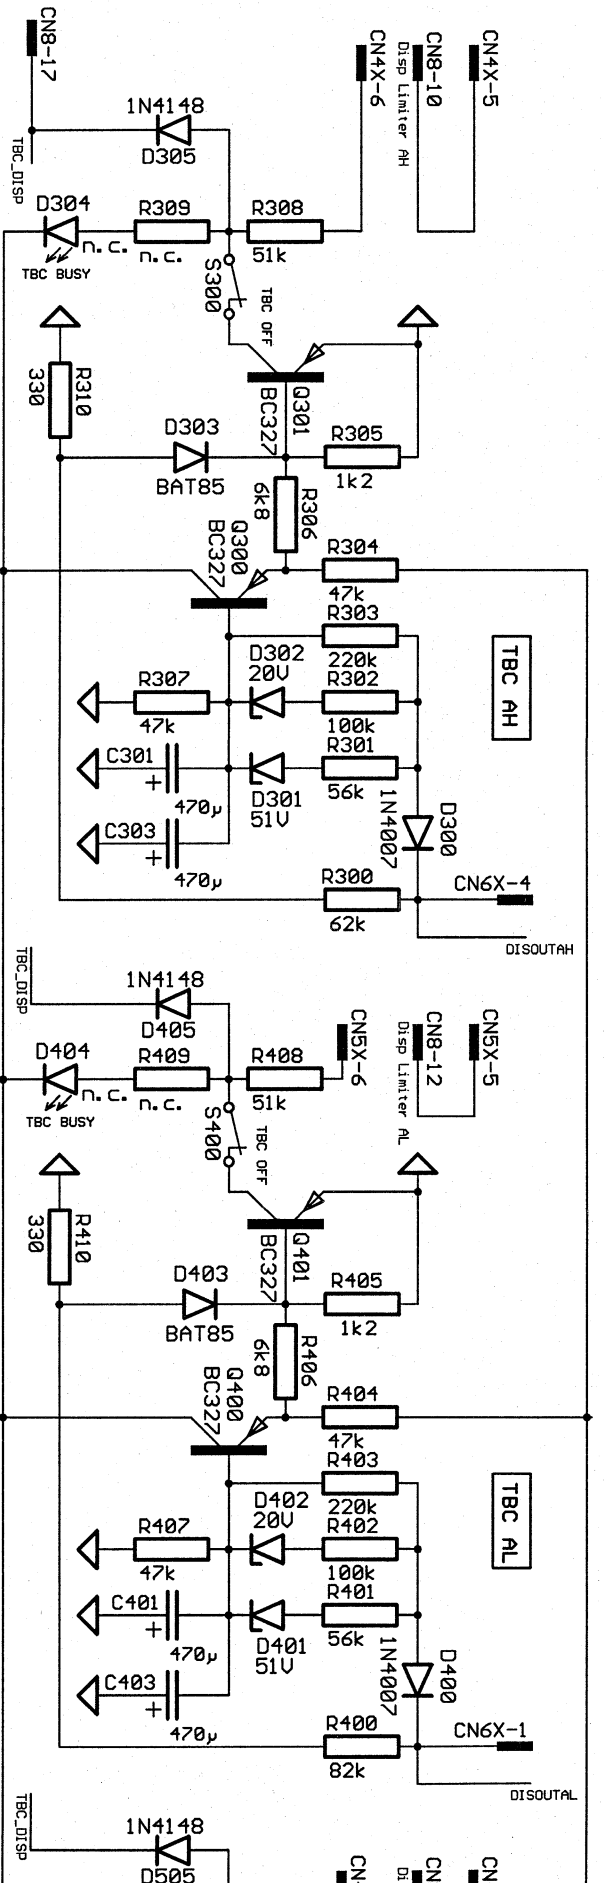 CN8-17
CN4X-6
Disp Limiter AH
CN8-10
CN4X-5
1N4148
D305
TBC_DISP
D304
n.c.
TBC BUSY
R309
n.c.
R308
51k
S300
TBC OFF
R310
330
Q301
BC327
D303
BAT85
R305
1k2
R306
6k8
Q300
BC327
R304
47k
R303
220k
D302
20V
R302
100k
TBC AH
R307
47k
C301
+
470µ
D301
51V
R301
56k
1N4007
D300
C303
+
470µ
R300
62k
CN6X-4
DISOUTAH
TBC_DISP
1N4148
D405
CN5X-6
Disp Limiter AL
CN8-12
CN5X-5
D404
n.c.
TBC BUSY
R409
n.c.
R408
51k
S400
TBC OFF
R410
330
Q401
BC327
D403
BAT85
R405
1k2
R406
6k8
Q400
BC327
R404
47k
R403
220k
D402
20V
R402
100k
TBC AL
R407
47k
C401
+
470µ
D401
51V
R401
56k
1N4007
D400
C403
+
470µ
R400
82k
CN6X-1
DISOUTAL
TBC_DISP
1N4148
D505
CN
Di
CN
CN